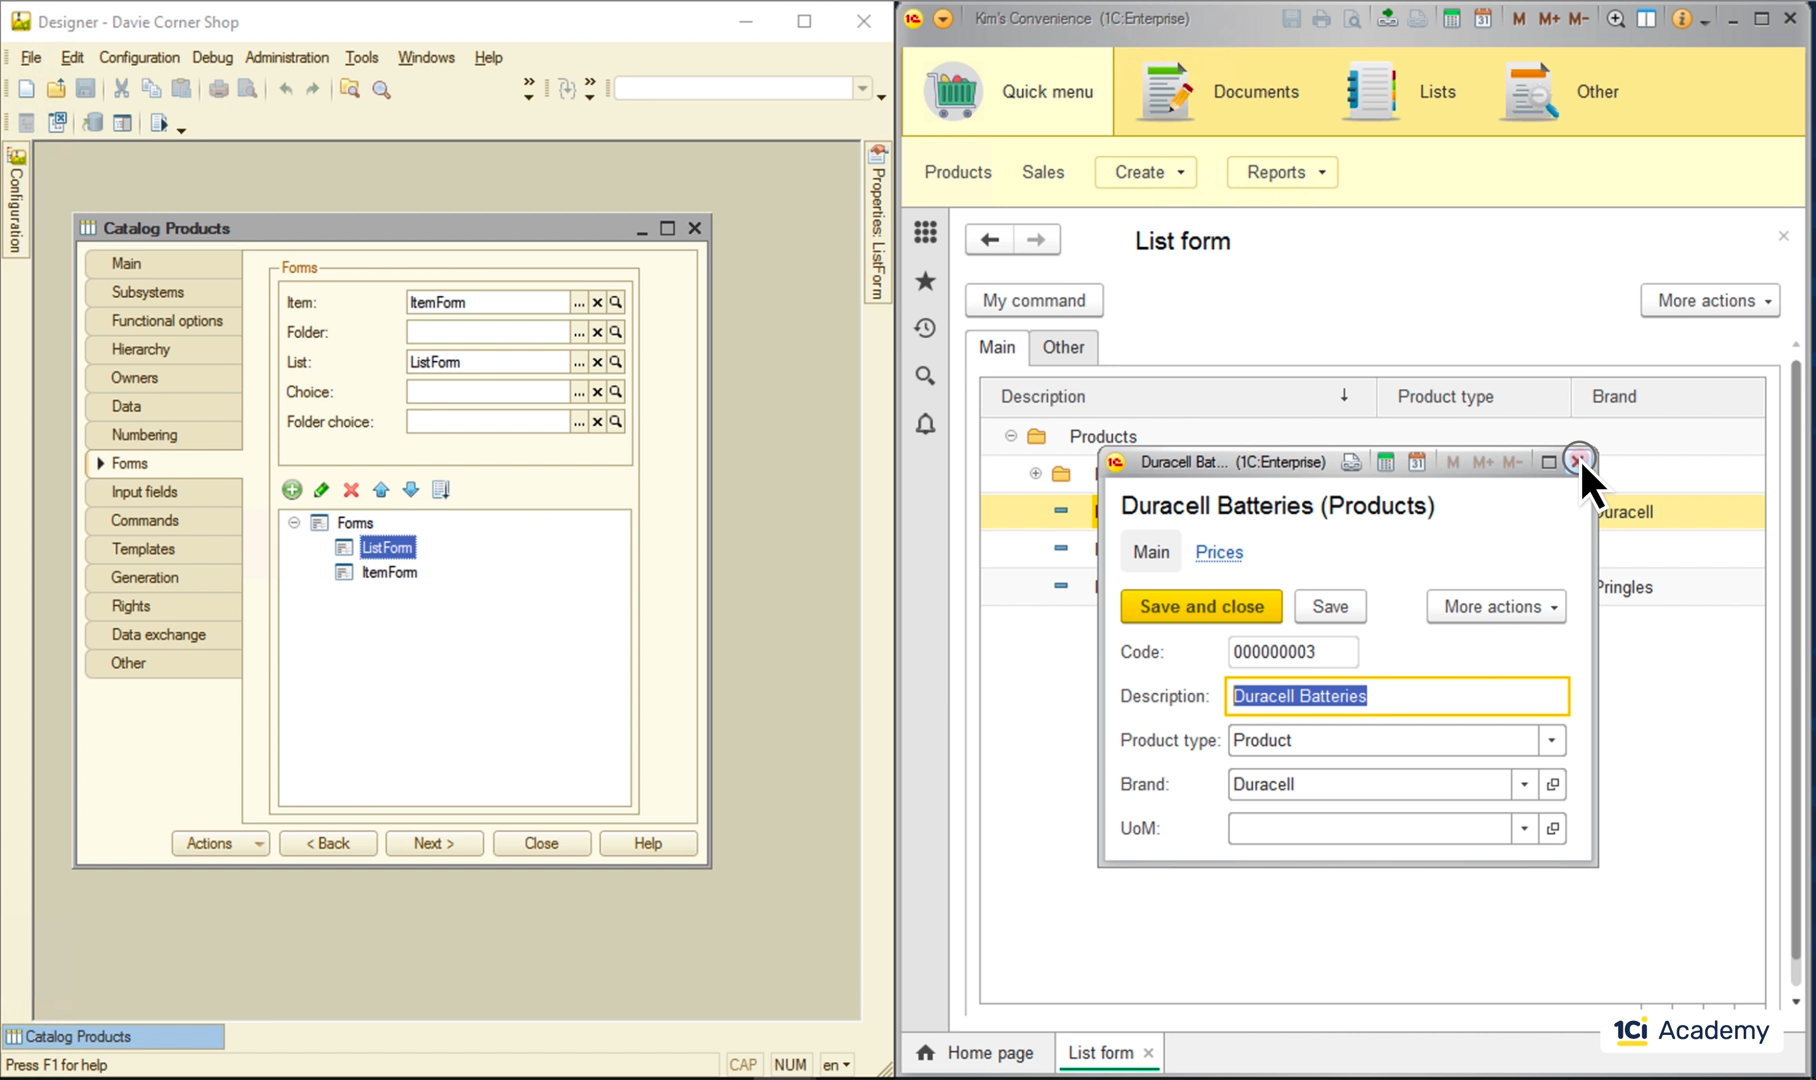 Designer - Davie Corner Shop
File Edit Configuration Debug Administration Tools Windows Help
Configuration
Properties: ListForm
Catalog Products
Main
Subsystems
Functional options
Hierarchy
Owners
Data
Numbering
Forms
Input fields
Commands
Templates
Generation
Rights
Data exchange
Other
Forms
Item: ItemForm
Folder:
List: ListForm
Choice:
Folder choice:
Forms
ListForm
ItemForm
Actions < Back Next > Close Help
Catalog Products
Press F1 for help CAP NUM en
Kim's Convenience (1C:Enterprise) M M+ M-
Quick menu Documents Lists Other
Products Sales Create Reports
List form
My command More actions
Main Other
Description Product type Brand
Products
Duracell
Pringles
Duracell Bat... (1C:Enterprise) M M+ M-
Duracell Batteries (Products)
Main Prices
Save and close Save More actions
Code: 000000003
Description: Duracell Batteries
Product type: Product
Brand: Duracell
UoM:
1Ci Academy
Home page List form